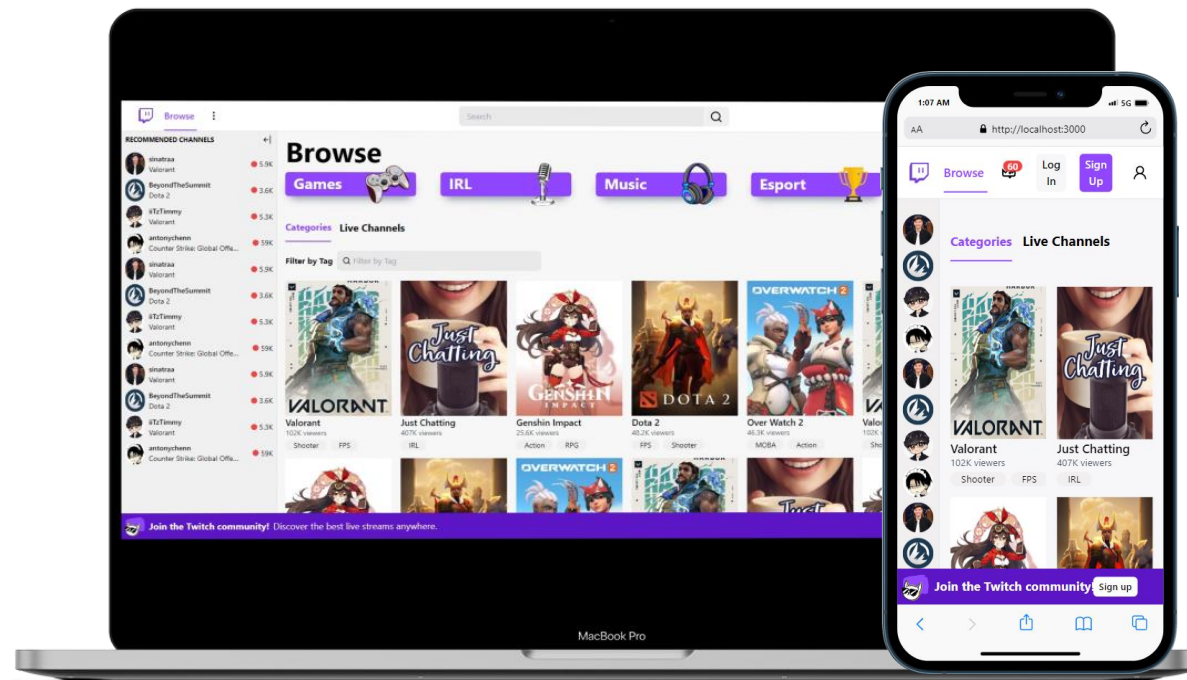 Browse
Search
RECOMMENDED CHANNELS
sinatraa
Valorant
5.9K
BeyondTheSummit
Dota 2
3.6K
iiTzTimmy
Valorant
5.3K
antonychenn
Counter Strike: Global Offe...
59K
sinatraa
Valorant
5.9K
BeyondTheSummit
Dota 2
3.6K
iiTzTimmy
Valorant
5.3K
antonychenn
Counter Strike: Global Offe...
59K
sinatraa
Valorant
5.9K
BeyondTheSummit
Dota 2
3.6K
iiTzTimmy
Valorant
5.3K
antonychenn
Counter Strike: Global Offe...
59K
Browse
Games
IRL
Music
Esport
Categories Live Channels
Filter by Tag Filter by Tag
HARBOR
VALORANT
Just
Chatting
GENSHIN
IMPACT
DOTA 2
OVERWATCH 2
Valorant
102K viewers
Shooter FPS
Just Chatting
407K viewers
IRL
Genshin Impact
25.6K viewers
Action RPG
Dota 2
48.2K viewers
FPS Shooter
Over Watch 2
46.3K viewers
MOBA Action
Valo
102K
Sho
OVERWATCH 2
Just
Join the Twitch community! Discover the best live streams anywhere.
MacBook Pro
1:07 AM
5G
AA
http://localhost:3000
Browse
60
Log
In
Sign
Up
Categories Live Channels
VALORANT
Just
Chatting
Valorant
102K viewers
Shooter FPS
Just Chatting
407K viewers
IRL
Join the Twitch community!
Sign up